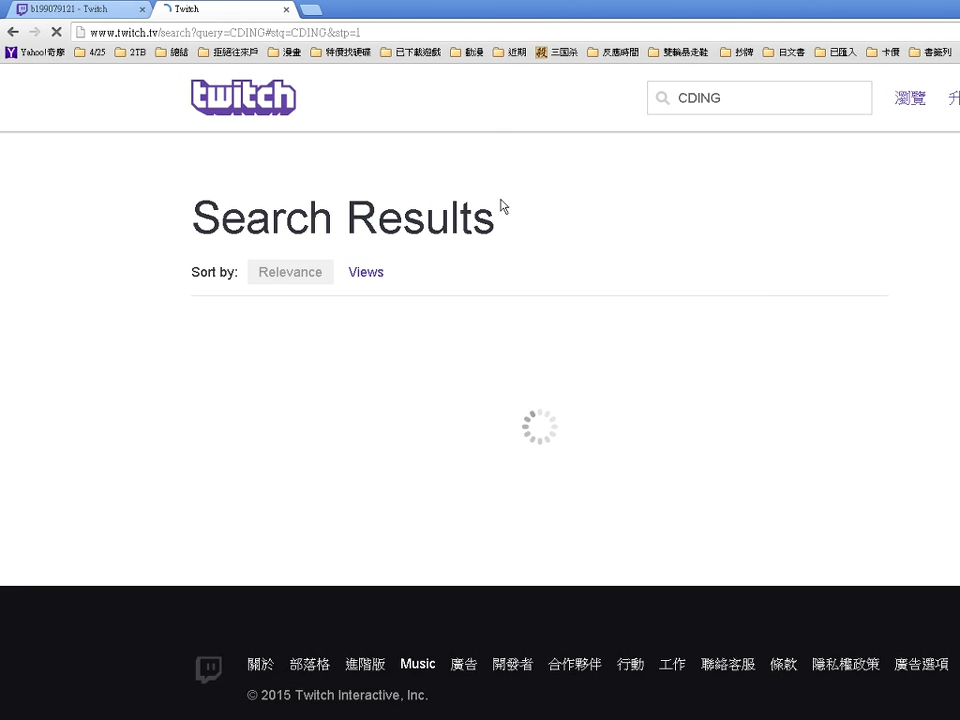 b199079121 - Twitch
Twitch
www.twitch.tv/search?query=CDING#stq=CDING&stp=1
Yahoo!奇摩 4/25 2TB 總誌 拒絕往來戶 漫畫 特價找硬碟 已下載遊戲 動漫 近期 三国杀 反應時間 雙輪暴走鞋 抄牌 日文書 已匯入 卡價 書籤列
twitch
CDING
瀏覽
Search Results
Sort by: Relevance Views
關於 部落格 進階版 Music 廣告 開發者 合作夥伴 行動 工作 聯絡客服 條款 隱私權政策 廣告選項
© 2015 Twitch Interactive, Inc.